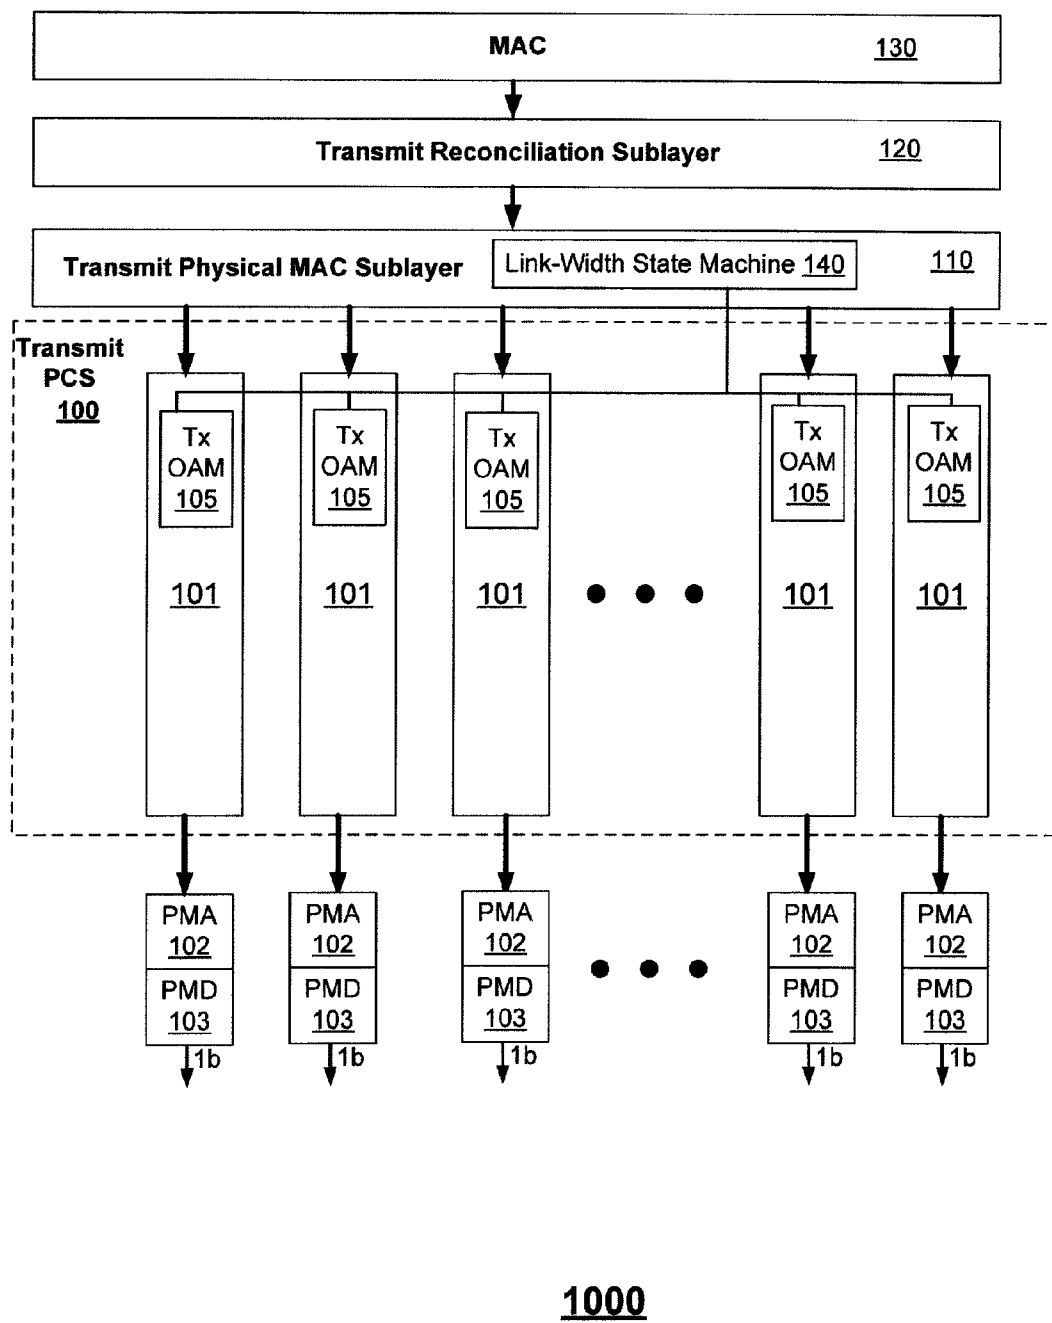 MAC 130
Transmit Reconciliation Sublayer 120
Transmit Physical MAC Sublayer Link-Width State Machine 140 110
Transmit
PCS
100
Tx Tx Tx Tx Tx
OAM OAM OAM OAM OAM
105 105 105 105 105
101 101 101 101 101
PMA PMA PMA PMA PMA
102 102 102 102 102
PMD PMD PMD PMD PMD
103 103 103 103 103
1b 1b 1b 1b 1b
1000